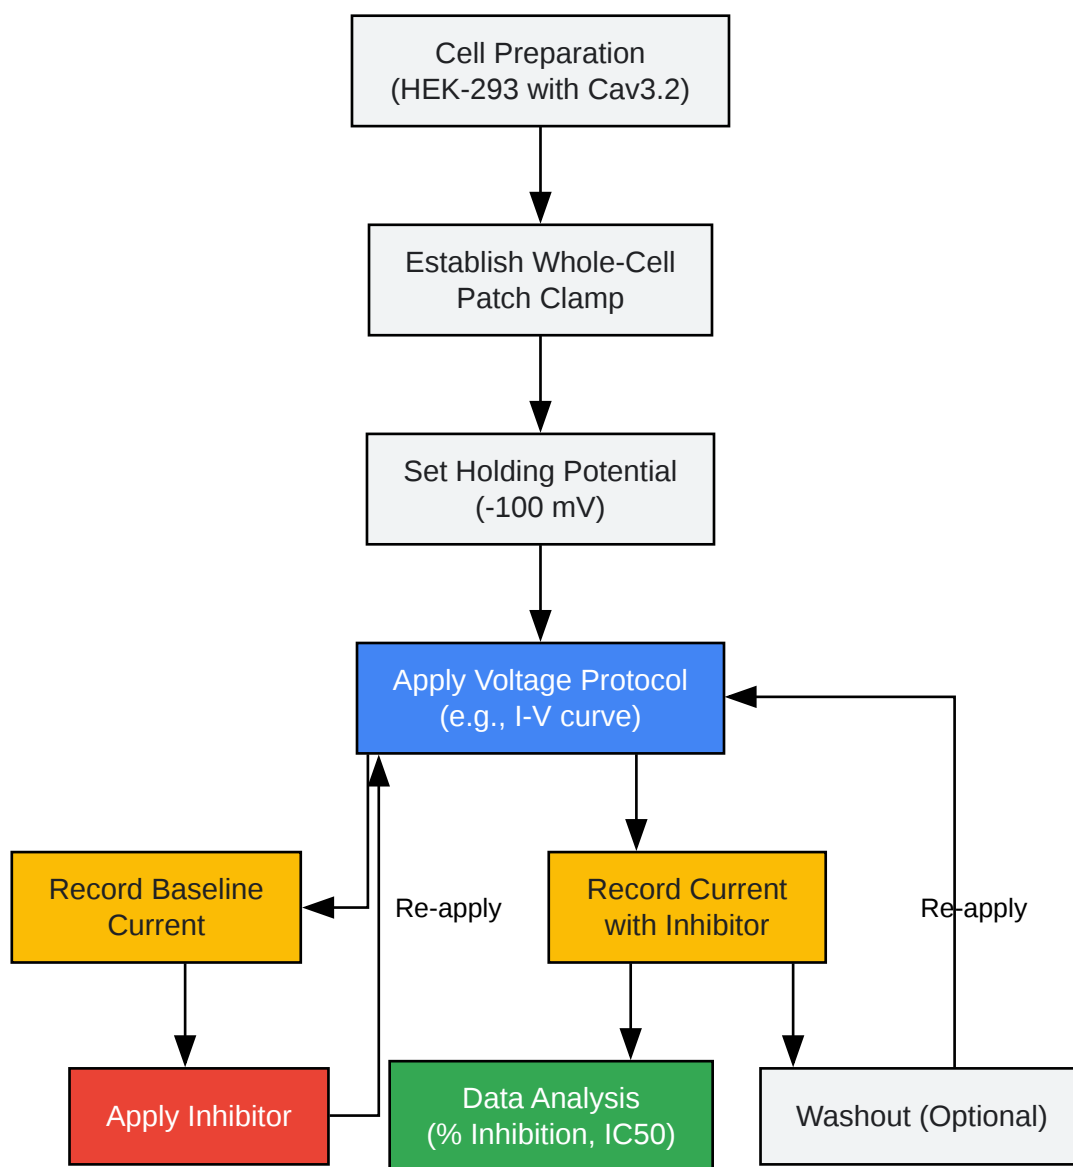 Cell Preparation
(HEK-293 with Cav3.2)
Establish Whole-Cell
Patch Clamp
Set Holding Potential
(-100 mV)
Apply Voltage Protocol
(e.g., I-V curve)
Record Baseline
Current
Re-apply
Record Current
with Inhibitor
Re-apply
Apply Inhibitor
Data Analysis
(% Inhibition, IC50)
Washout (Optional)